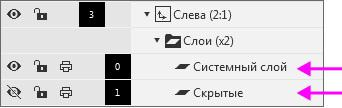 3 Слева (2:1)
Слои (x2)
0 Системный слой
1 Скрытые